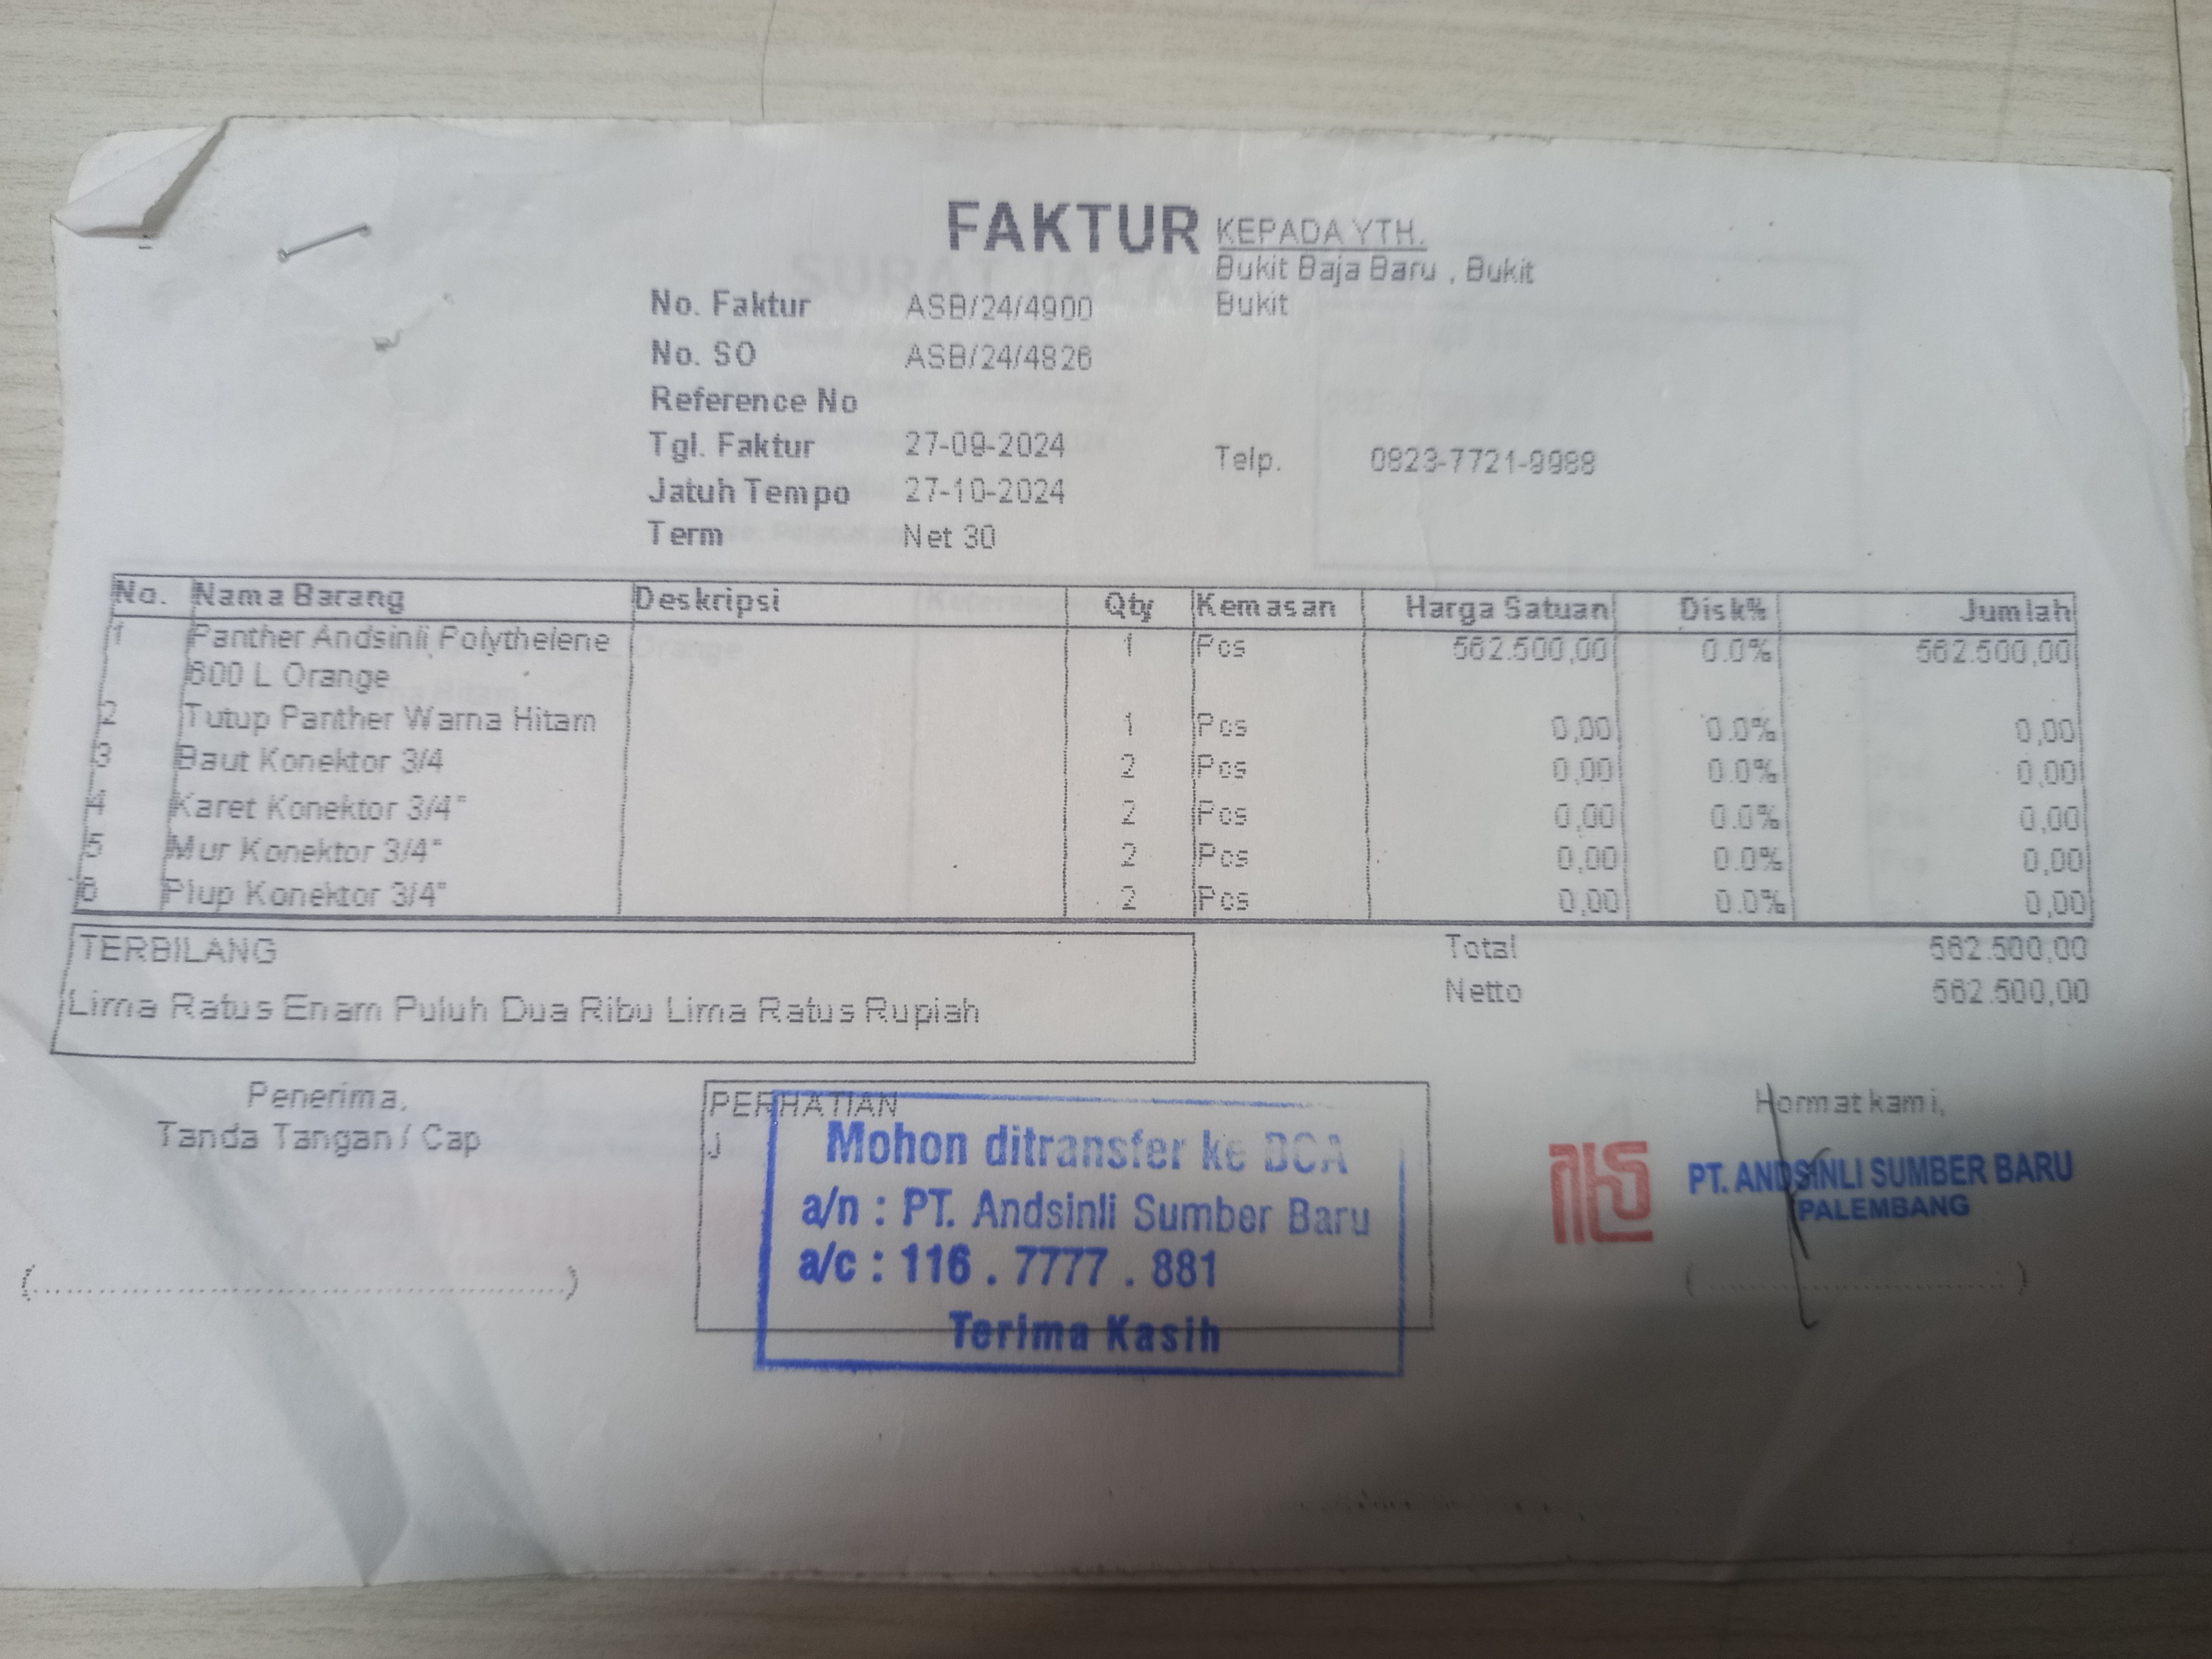 FAKTUR
KEPADA YTH.
Bukit Baja Baru , Bukit
Bukit
No. Faktur ASB/24/4900
No. SO ASB/24/4826
Reference No
Tgl. Faktur 27-09-2024
Telp. 0823-7721-9988
Jatuh Tempo 27-10-2024
Term Net 30
No. Nama Barang Deskripsi Qty Kemasan Harga Satuan Disk% Jumlah
1 Panther Andsinli Polythelene 1 Pcs 562.500,00 0.0% 562.500,00
600 L Orange
2 Tutup Panther Warna Hitam 1 Pcs 0,00 0.0% 0,00
3 Baut Konektor 3/4 2 Pcs 0,00 0.0% 0,00
4 Karet Konektor 3/4" 2 Pcs 0,00 0.0% 0,00
5 Mur Konektor 3/4" 2 Pcs 0,00 0.0% 0,00
6 Plup Konektor 3/4" 2 Pcs 0,00 0.0% 0,00
TERBILANG
Lima Ratus Enam Puluh Dua Ribu Lima Ratus Rupiah
Total 562.500,00
Netto 562.500,00
Penerima,
Tanda Tangan / Cap
(....................................................)
PERHATIAN
J
Mohon ditransfer ke BCA
a/n : PT. Andsinli Sumber Baru
a/c : 116 . 7777 . 881
Terima Kasih
Hormat kami,
PT. ANDSINLI SUMBER BARU
PALEMBANG
(....................................)